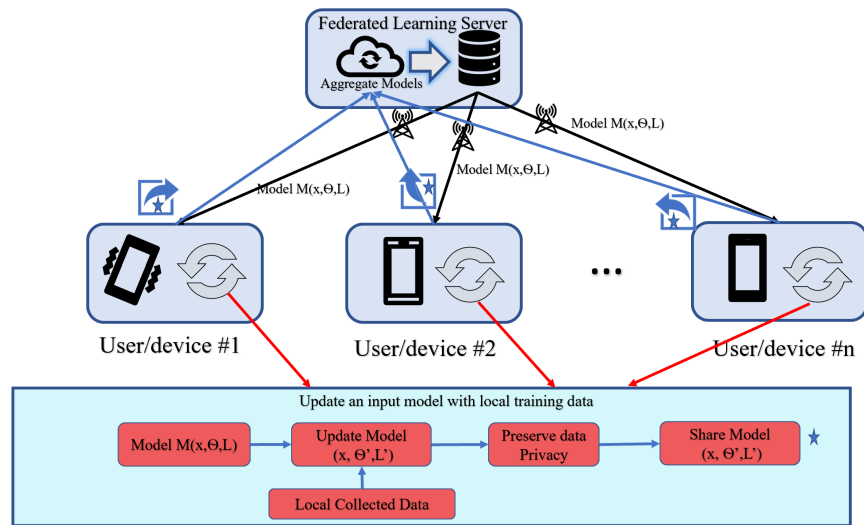 Federated Learning Server
Aggregate Models
Model M(x,Θ,L)
Model M(x,Θ,L)
Model M(x,Θ,L)
...
User/device #1
User/device #2
User/device #n
Update an input model with local training data
Model M(x,Θ,L)
Update Model
(x, Θ’,L’)
Preserve data
Privacy
Share Model
(x, Θ’,L’)
Local Collected Data